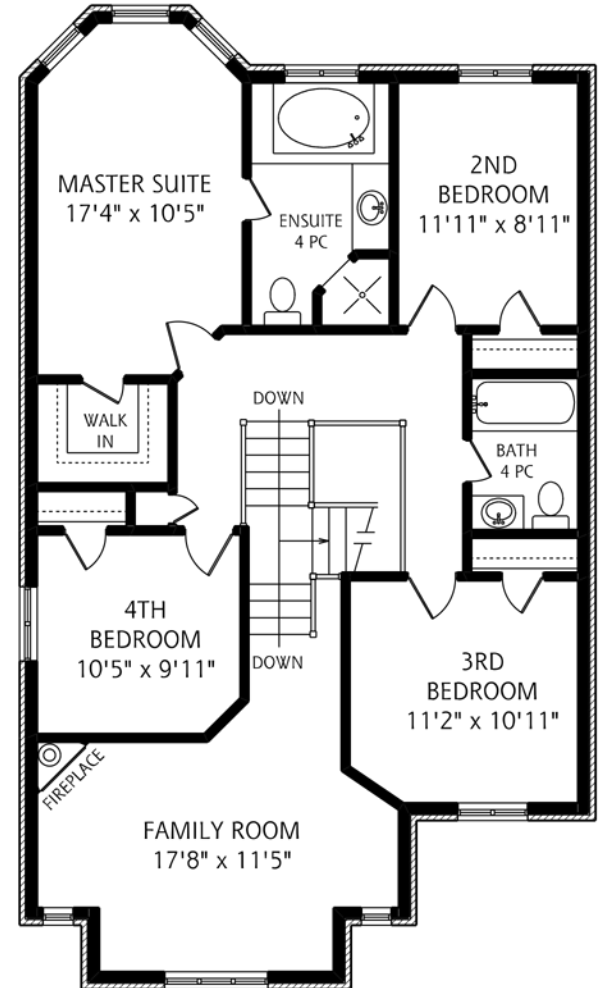 MASTER SUITE
17'4" x 10'5"
ENSUITE
4 PC
2ND
BEDROOM
11'11" x 8'11"
WALK
IN
DOWN
BATH
4 PC
4TH
BEDROOM
10'5" x 9'11"
DOWN
3RD
BEDROOM
11'2" x 10'11"
FIREPLACE
FAMILY ROOM
17'8" x 11'5"